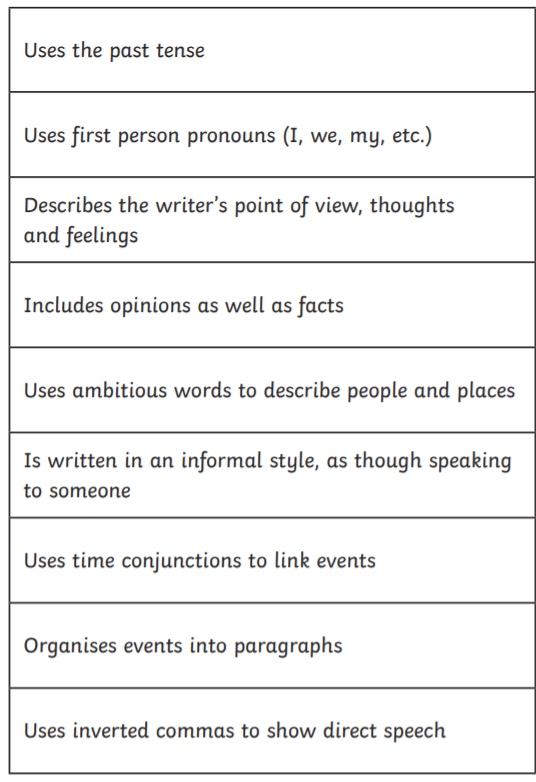 Uses the past tense
Uses first person pronouns (I, we, my, etc.)
Describes the writer's point of view, thoughts
and feelings
Includes opinions as well as facts
Uses ambitious words to describe people and places
Is written in an informal style, as though speaking
to someone
Uses time conjunctions to link events
Organises events into paragraphs
Uses inverted commas to show direct speech